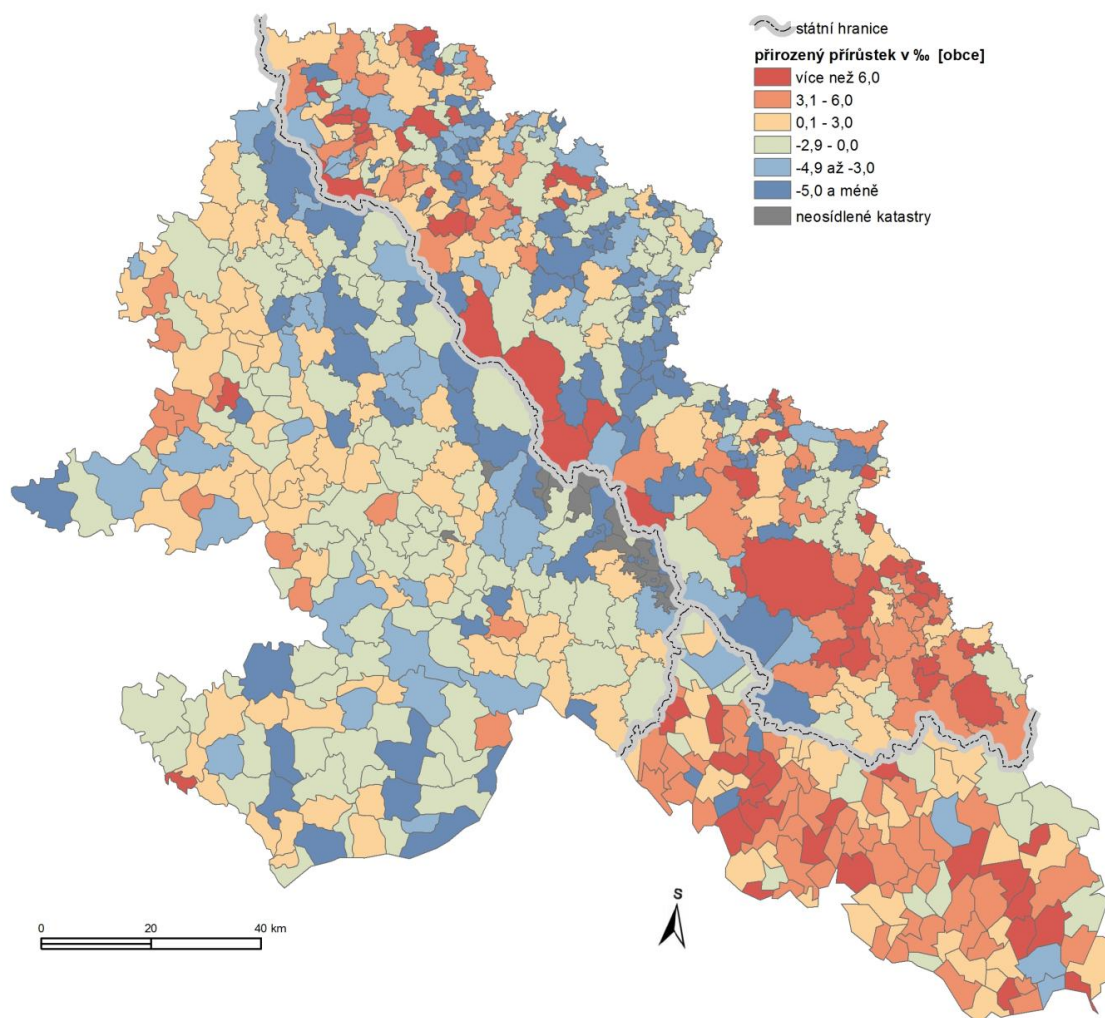 státní hranice
přirozený přírůstek v ‰ [obce]
více než 6,0
3,1 - 6,0
0,1 - 3,0
-2,9 - 0,0
-4,9 až -3,0
-5,0 a méně
neosídlené katastry
S
0 20 40 km